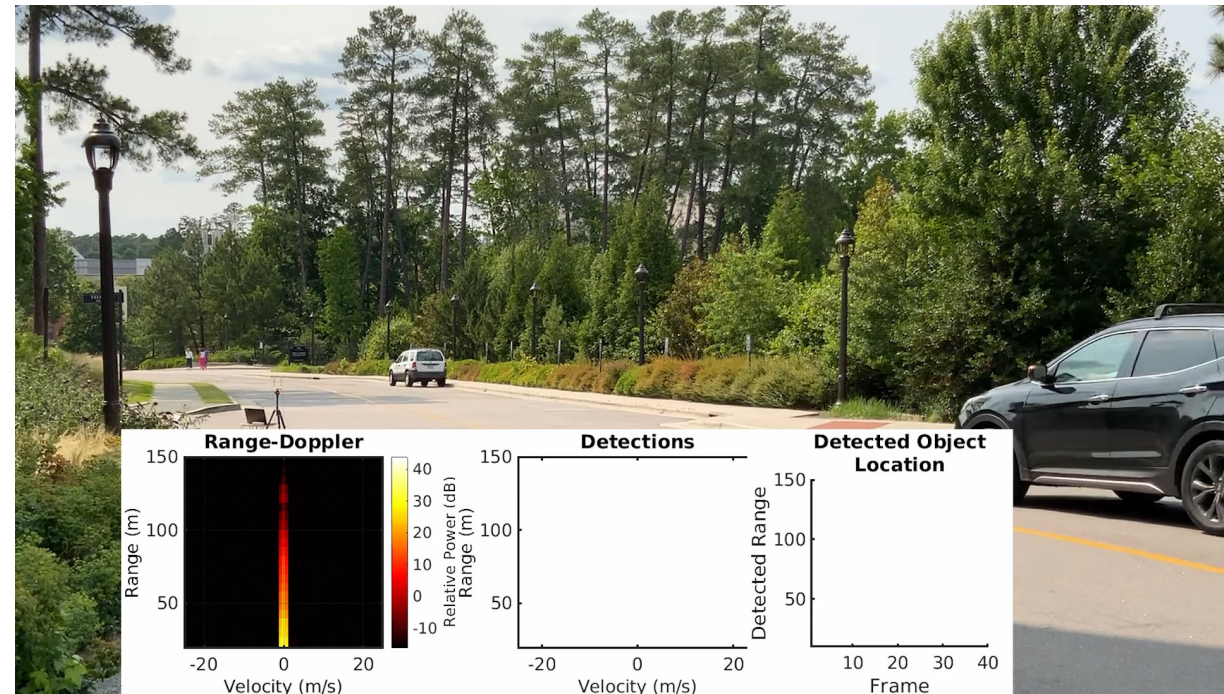 Range-Doppler
150
100
50
Range (m)
-20
0
20
Velocity (m/s)
40
30
20
10
0
-10
Relative Power (dB)
Detections
150
100
50
Range (m)
-20
0
20
Velocity (m/s)
Detected Object
Location
150
100
50
Detected Range
10
20
30
40
Frame